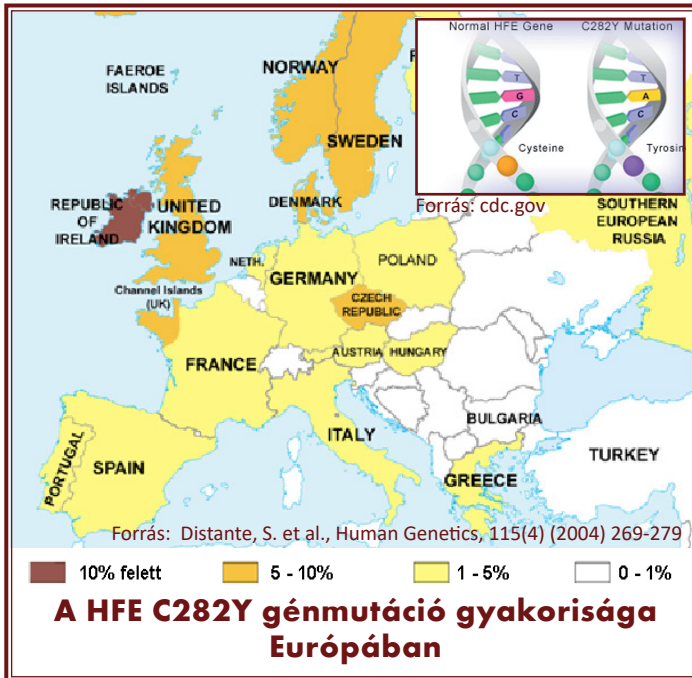 Normal HFE Gene
C282Y Mutation
T
G
C
Cysteine
T
A
C
Tyrosin
Forrás: cdc.gov
FAEROE
ISLANDS
NORWAY
SWEDEN
DENMARK
REPUBLIC
OF
IRELAND
UNITED
KINGDOM
SOUTHERN
EUROPEAN
RUSSIA
NETH.
GERMANY
POLAND
Channel Islands
(UK)
CZECH
REPUBLIC
FRANCE
AUSTRIA
HUNGARY
ITALY
BULGARIA
PORTUGAL
SPAIN
TURKEY
GREECE
Forrás: Distante, S. et al., Human Genetics, 115(4) (2004) 269-279
10% felett
5 - 10%
1 - 5%
0 - 1%
A HFE C282Y génmutáció gyakorisága
Európában